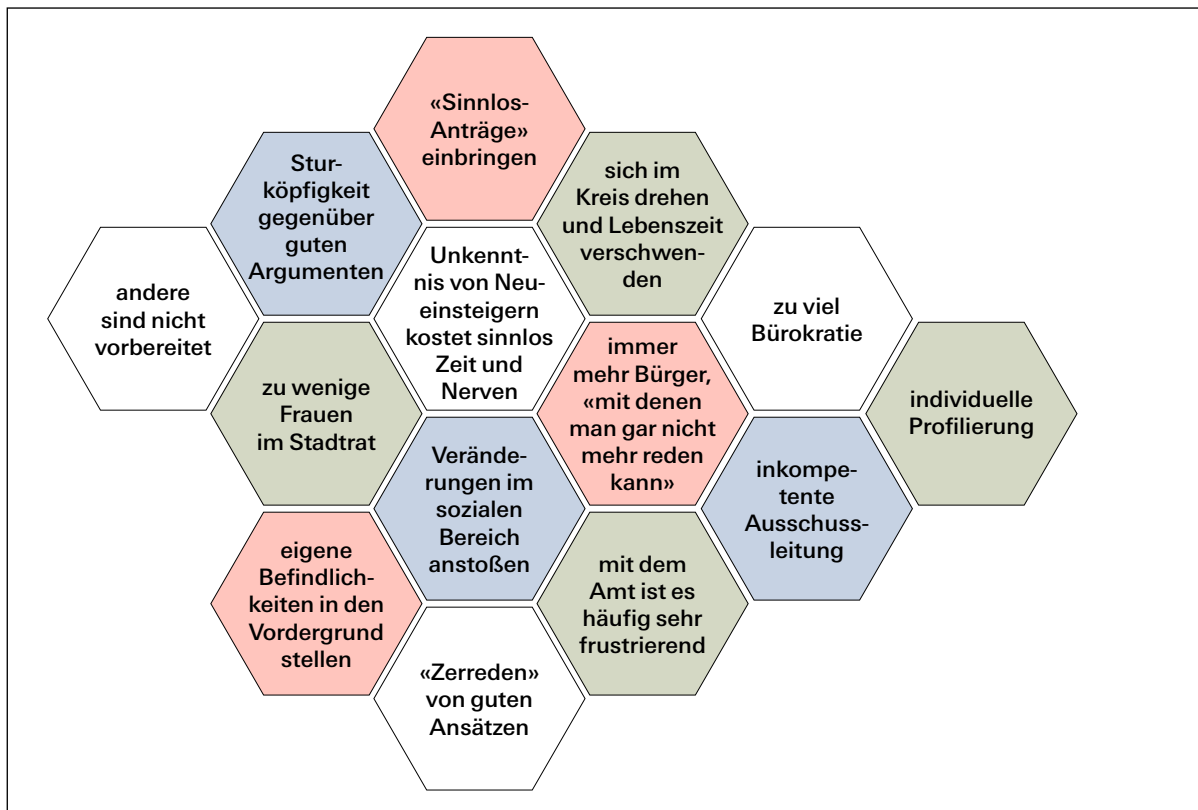 «Sinnlos-
Anträge»
einbringen
Stur-
köpfigkeit
gegenüber
guten
Argumenten
sich im
Kreis drehen
und Lebenszeit
verschwen-
den
andere
sind nicht
vorbereitet
Unkennt-
nis von Neu-
einsteigern
kostet sinnlos
Zeit und
Nerven
zu viel
Bürokratie
zu wenige
Frauen
im Stadtrat
immer
mehr Bürger,
«mit denen
man gar nicht
mehr reden
kann»
individuelle
Profilierung
Verände-
rungen im
sozialen
Bereich
anstoßen
inkompe-
tente
Ausschuss-
leitung
eigene
Befindlich-
keiten in den
Vordergrund
stellen
mit dem
Amt ist es
häufig sehr
frustrierend
«Zerreden»
von guten
Ansätzen